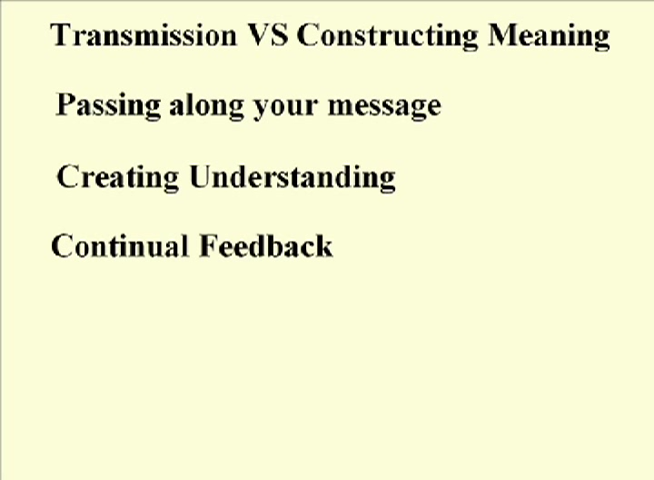 Transmission VS Constructing Meaning
Passing along your message
Creating Understanding
Continual Feedback